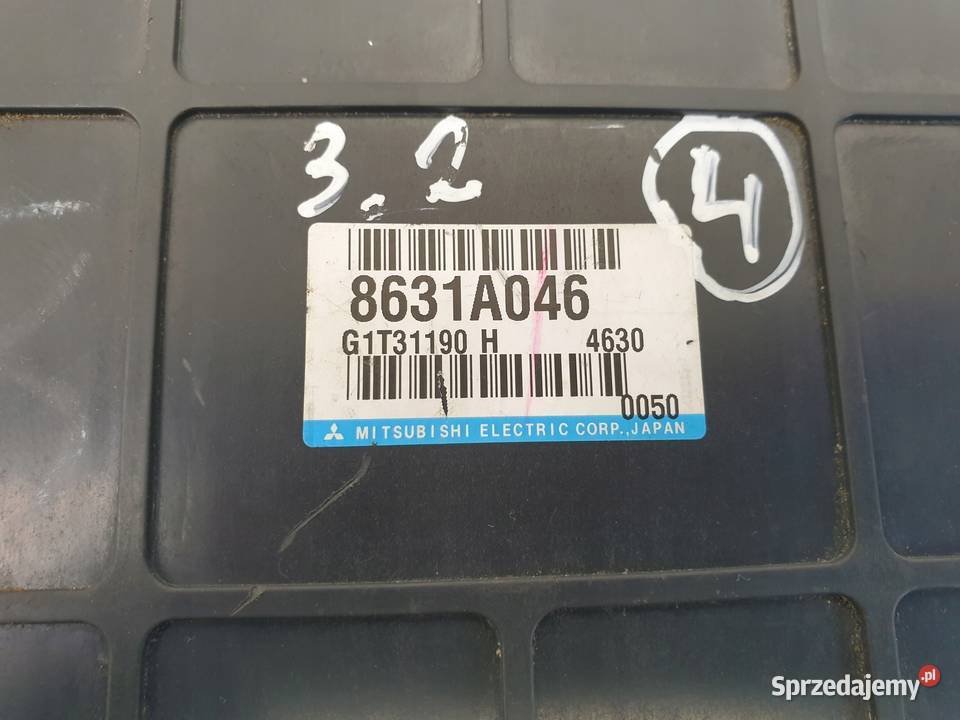 3.2
4
8631A046
G1T31190 H 4630
0050
MITSUBISHI ELECTRIC CORP.,JAPAN
Sprzedajemy.pl